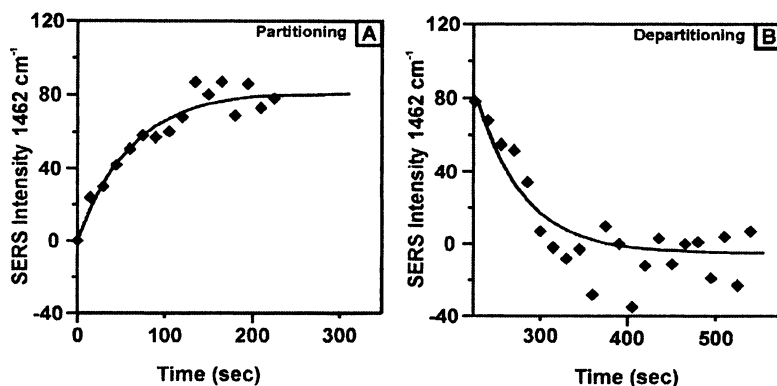 Partitioning A
SERS Intensity 1462 cm⁻¹
120
80
40
0
-40
0 100 200 300
Time (sec)
Departitioning B
SERS Intensity 1462 cm⁻¹
120
80
40
0
-40
300 400 500
Time (sec)